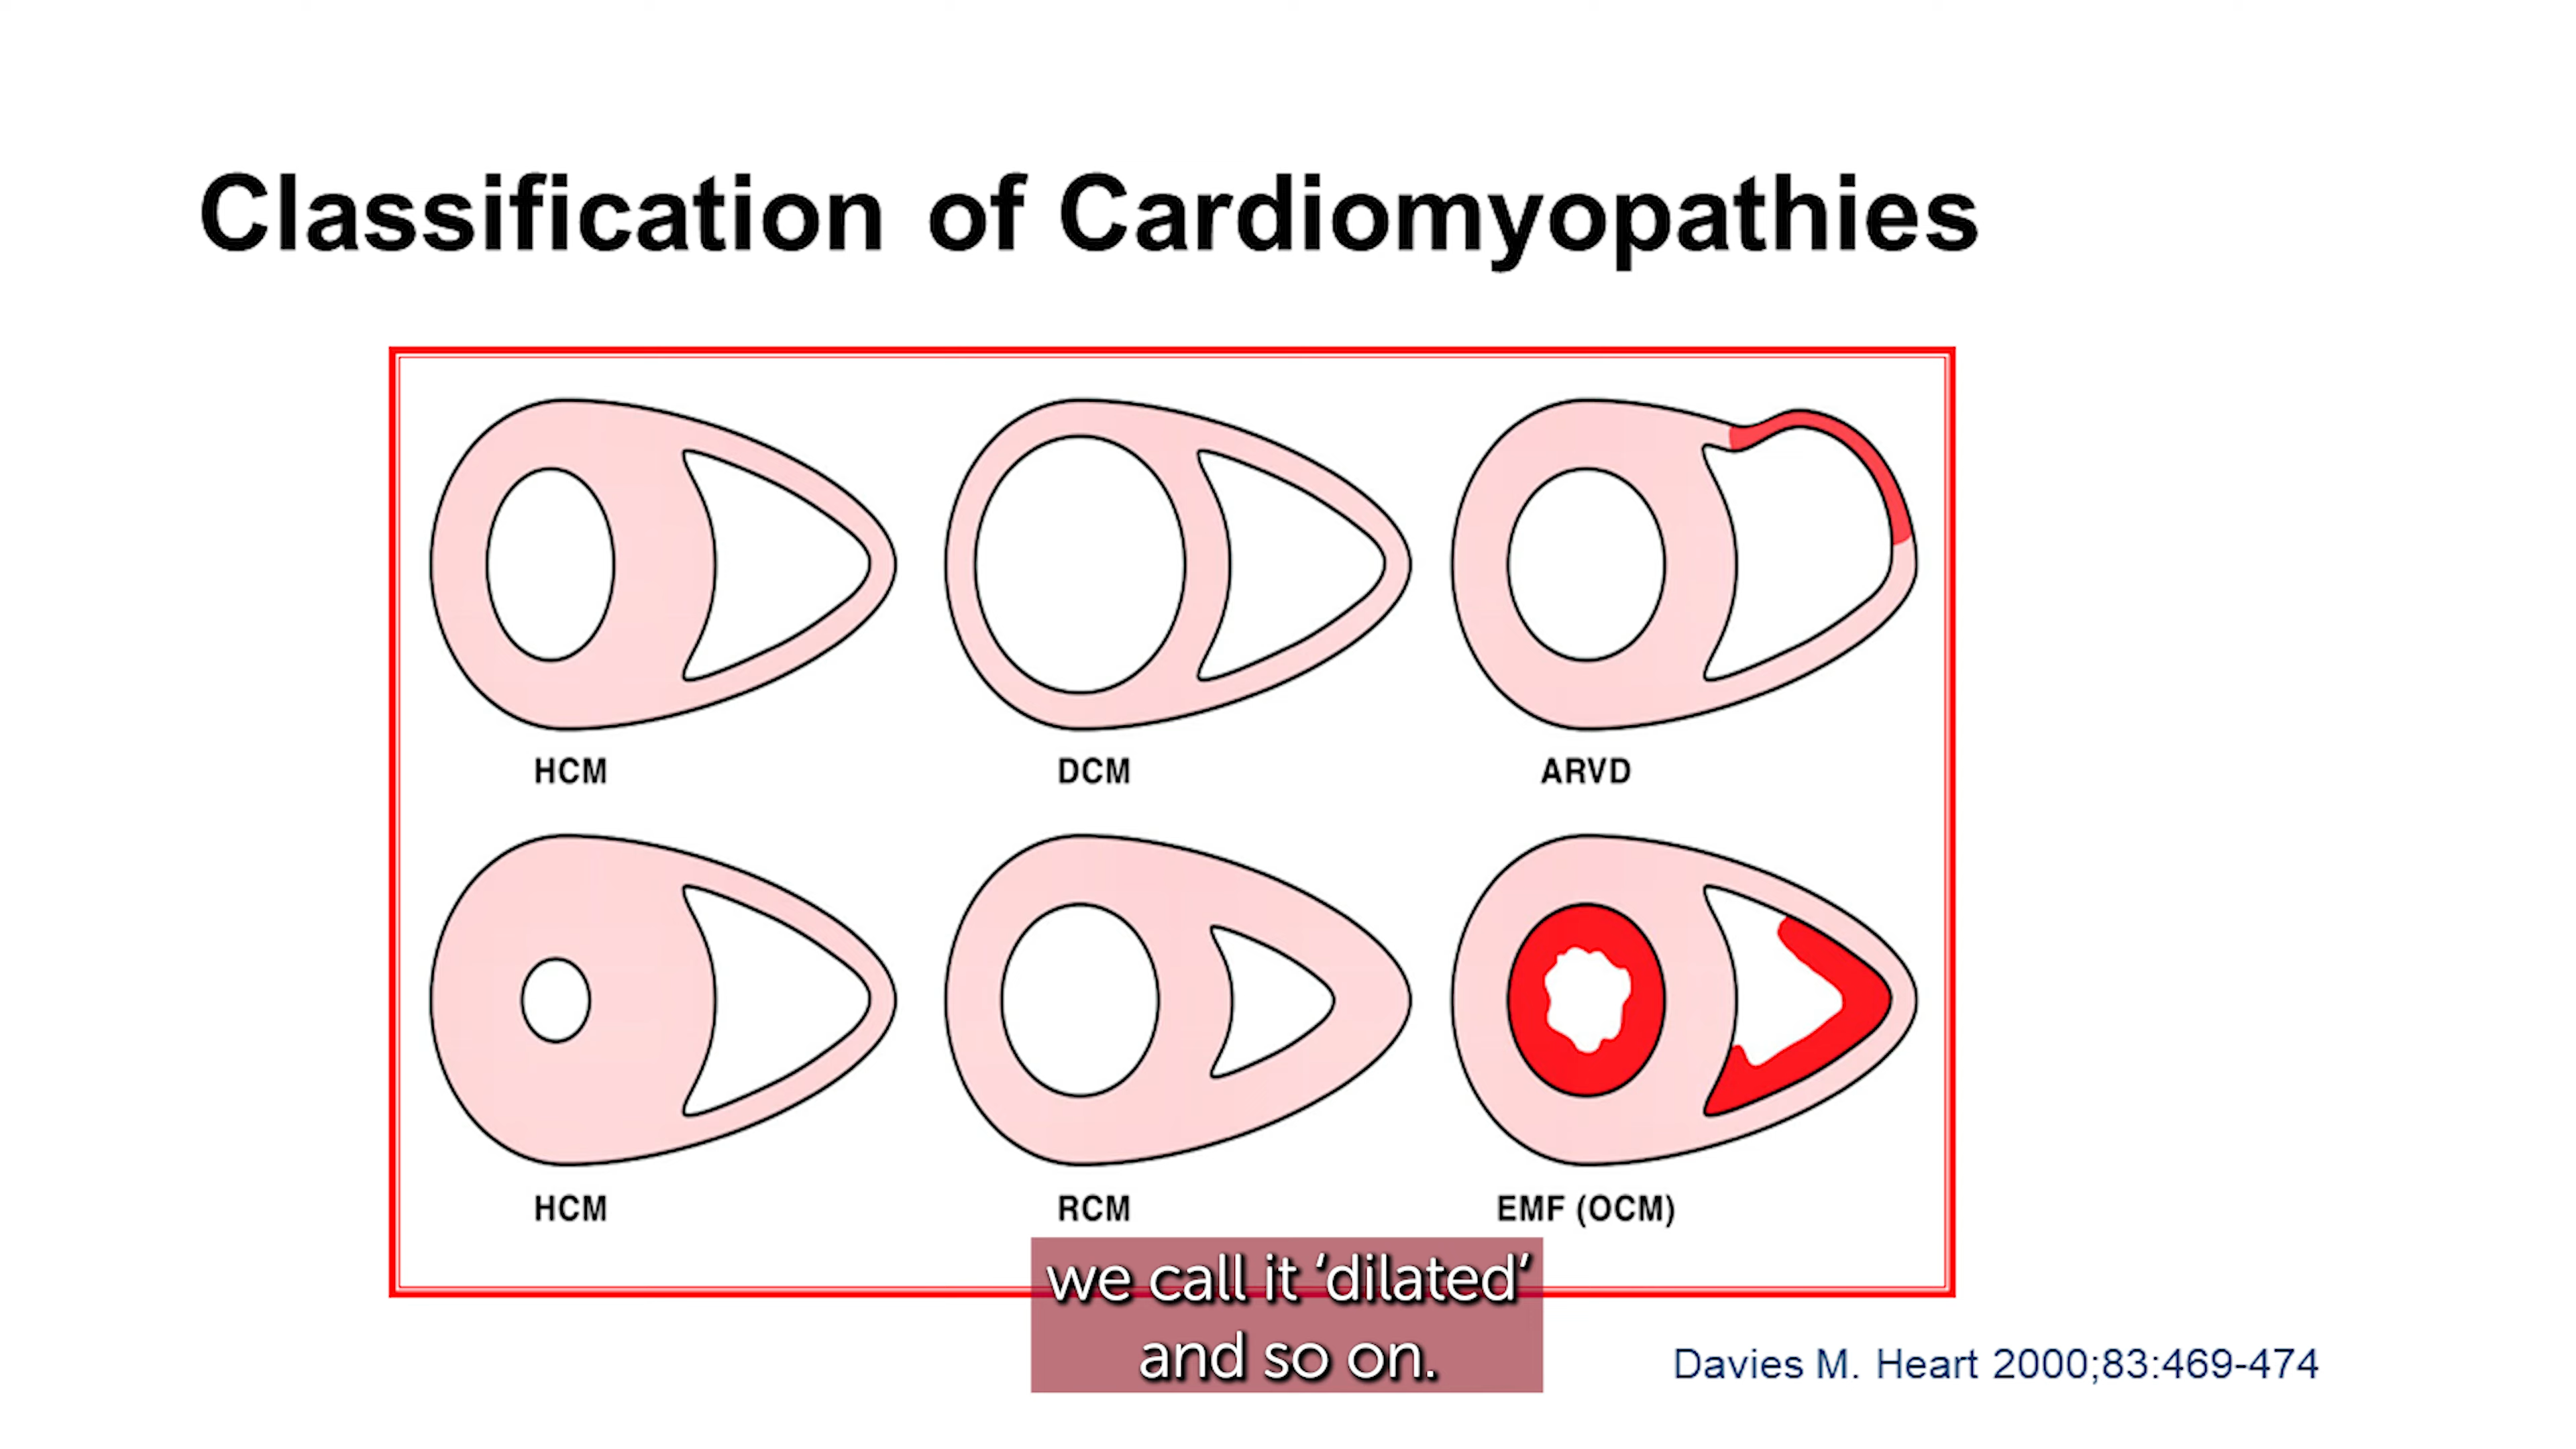 Classification of Cardiomyopathies
HCM
DCM
ARVD
HCM
RCM
EMF (OCM)
we call it ‘dilated’
and so on.
Davies M. Heart 2000;83:469-474